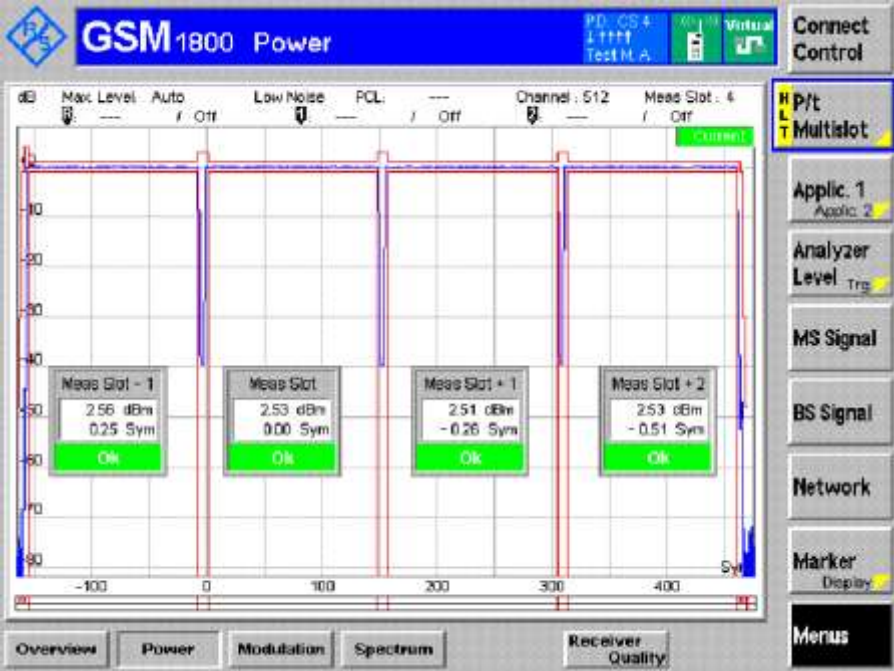 R/S
GSM 1800 Power
PD: CS 4
Test M. A
Virtual
Connect
Control
dB Max. Level: Auto Low Noise PCL: --- Channel : 512 Meas Slot : 4
R: --- / Off 1: --- / Off 2: --- / Off
Current
HLT
P/t
Multislot
Applic. 1
Applic. 2
Analyzer
Level Trg
MS Signal
BS Signal
Network
Marker
Display
Menus
-10
-20
-30
-40
Meas Slot - 1 Meas Slot Meas Slot + 1 Meas Slot + 2
2.56 dBm 2.53 dBm 2.51 dBm 2.53 dBm
-50
0.25 Sym 0.00 Sym - 0.26 Sym - 0.51 Sym
Ok Ok Ok Ok
-60
-70
-80
Sym
-100 0 100 200 300 400
Overview Power Modulation Spectrum Receiver
Quality